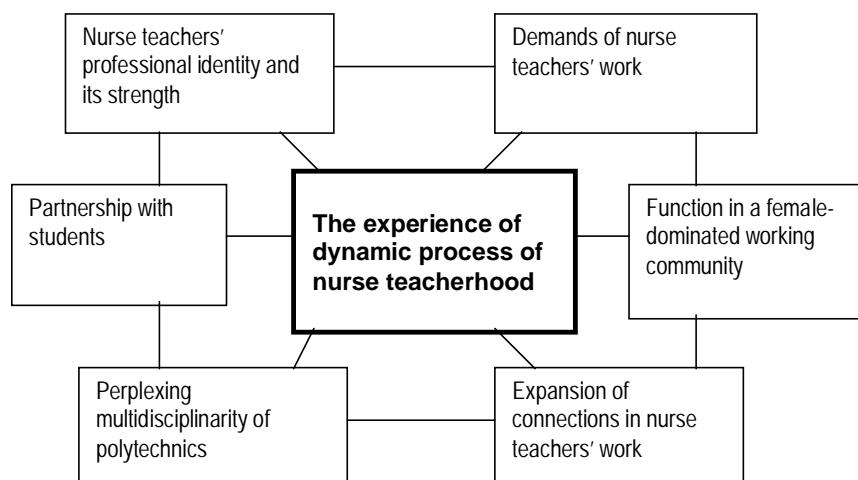 Nurse teachers'
professional identity and
its strength
Demands of nurse
teachers' work
Partnership with
students
The experience of
dynamic process of
nurse teacherhood
Function in a female-
dominated working
community
Perplexing
multidisciplinarity of
polytechnics
Expansion of
connections in nurse
teachers' work